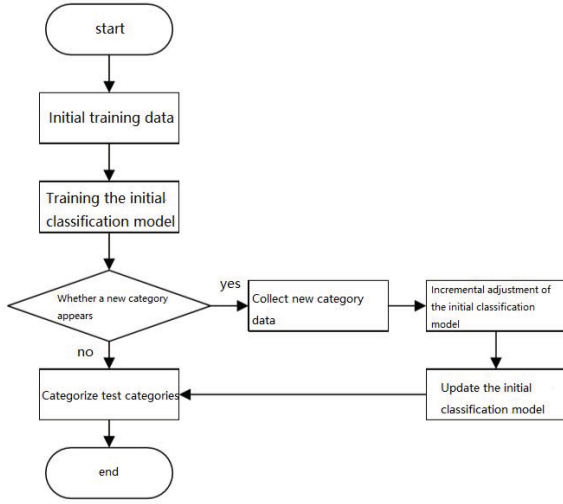 start
Initial training data
Training the initial
classification model
Whether a new category
appears
yes
Collect new category
data
Incremental adjustment of
the initial classification
model
no
Categorize test categories
Update the initial
classification model
end